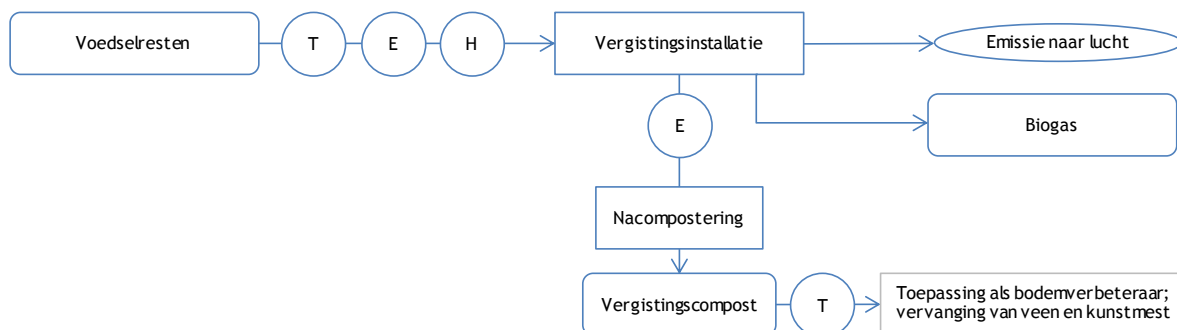 Voedselresten
T
E
H
Vergistingsinstallatie
Emissie naar lucht
E
Biogas
Nacompostering
Vergistingscompost
T
Toepassing als bodemverbeteraar;
vervanging van veen en kunstmest